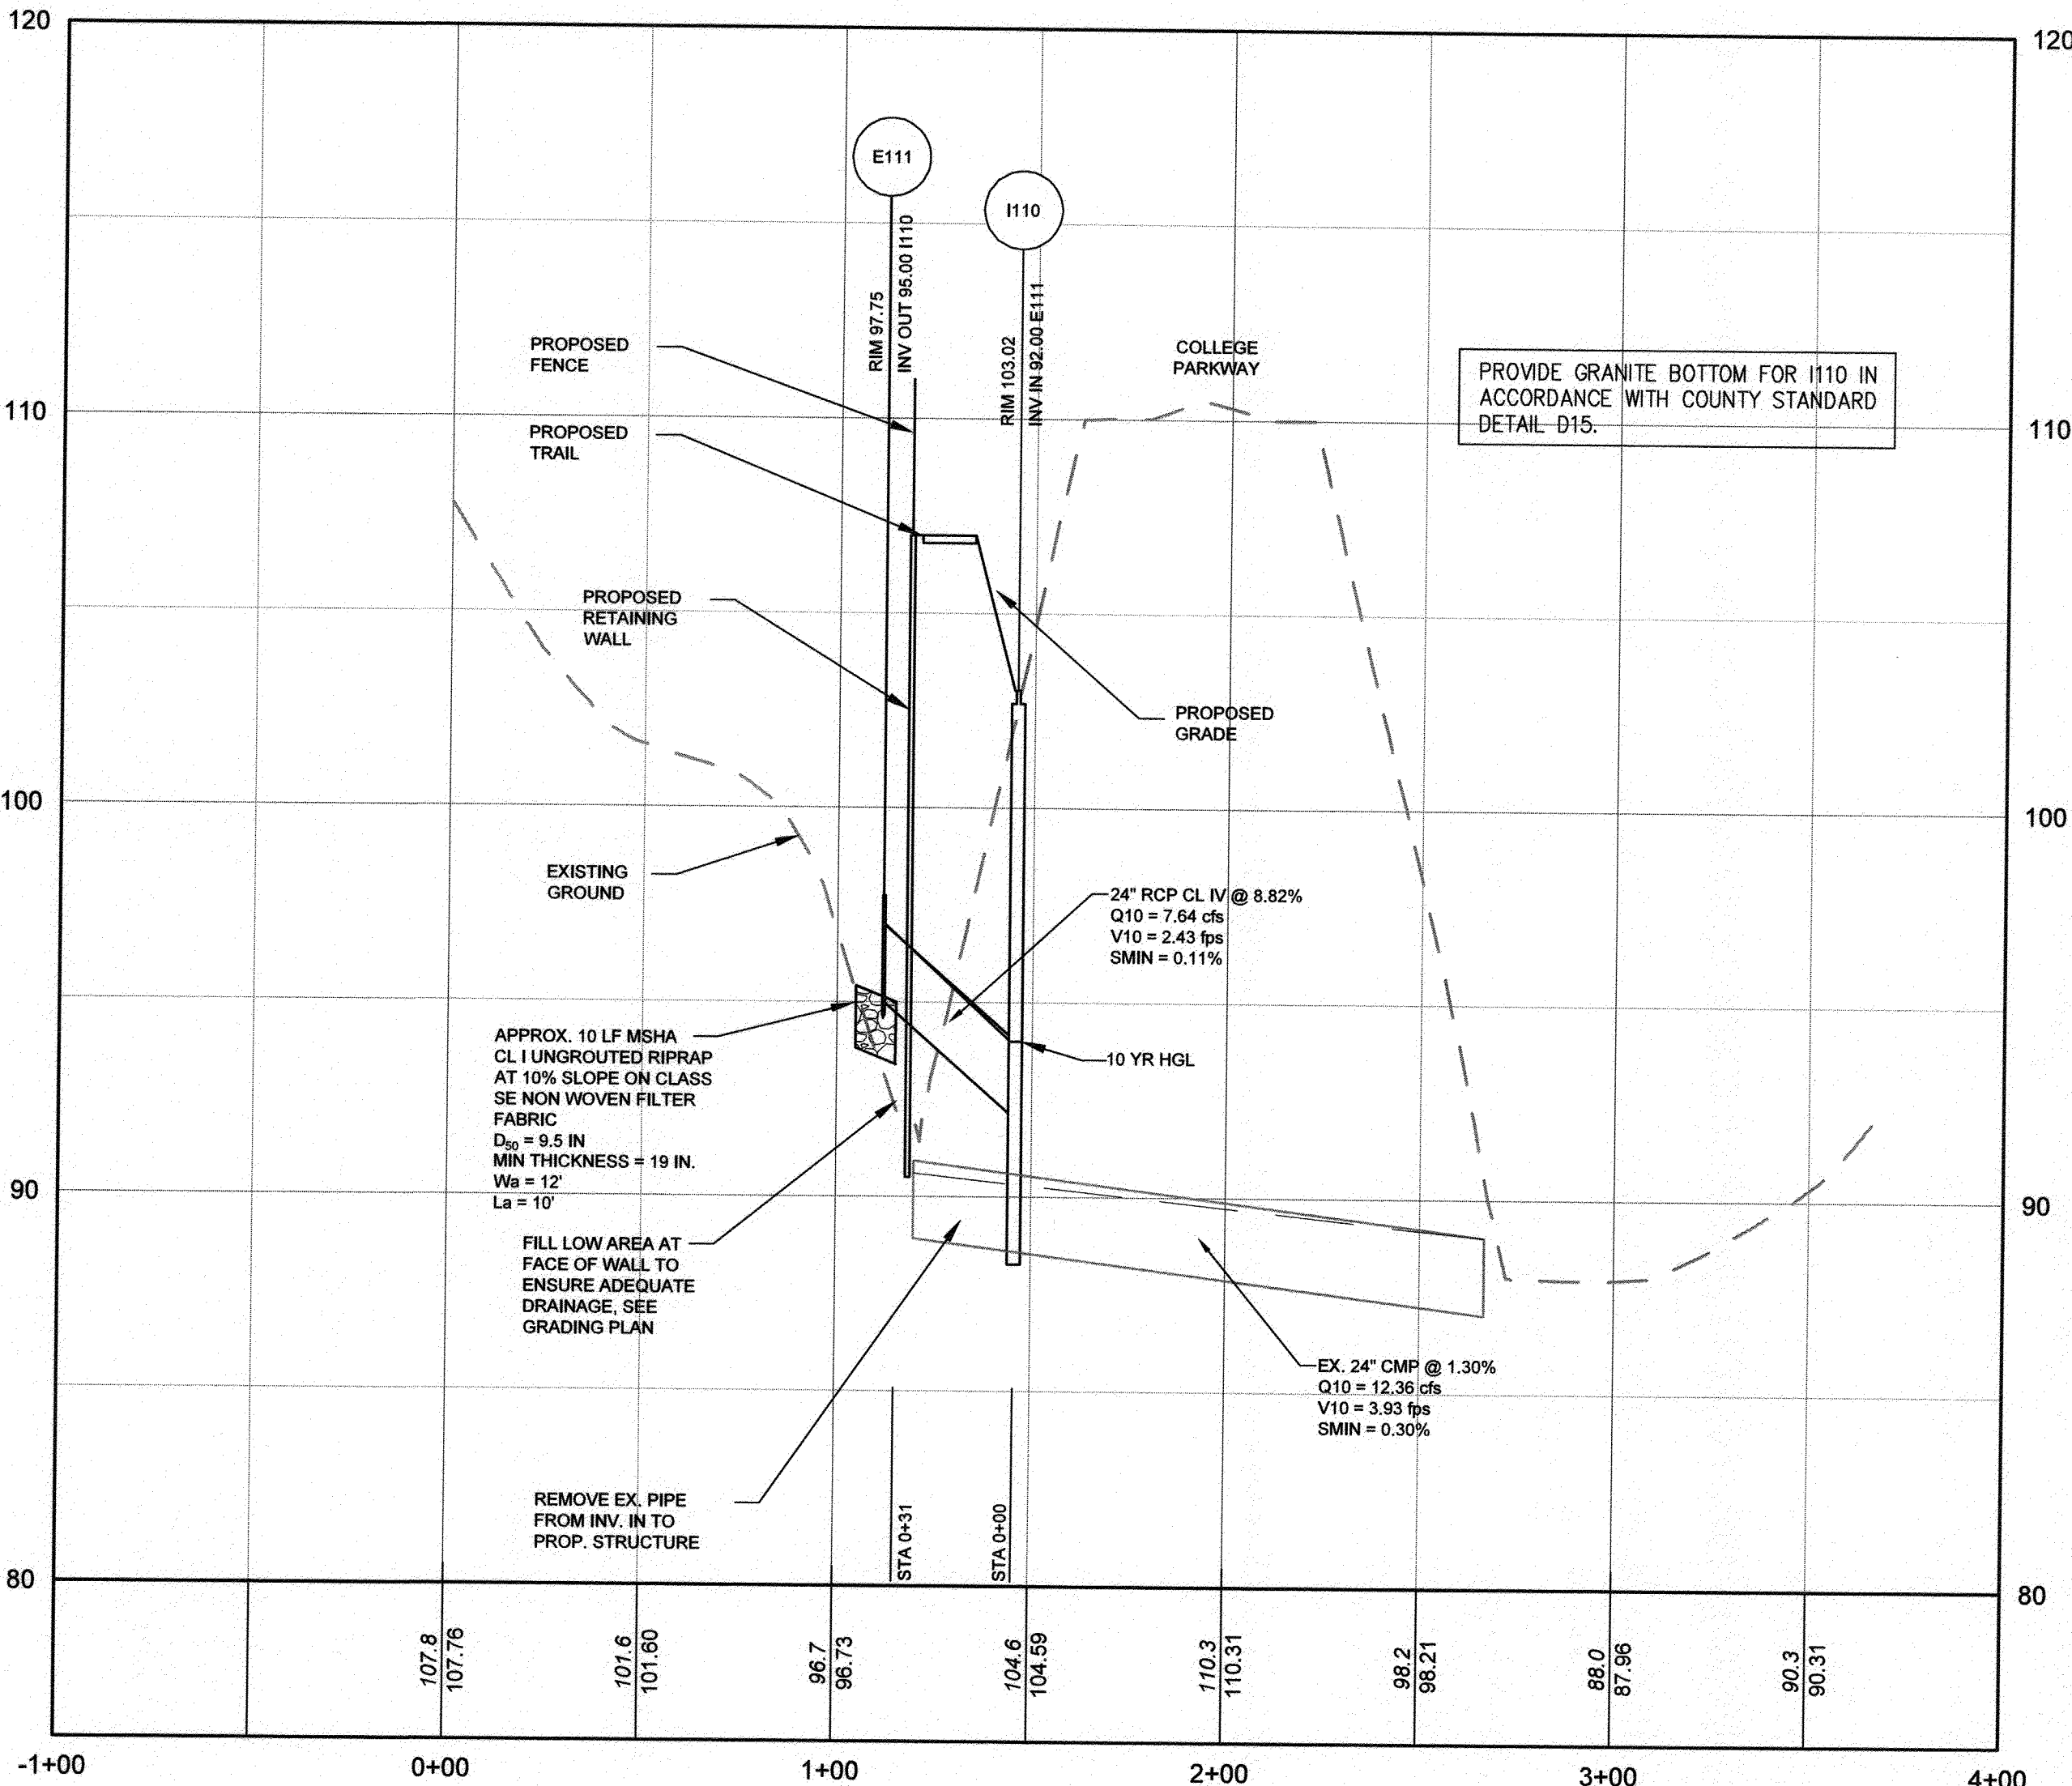 120
120
E111
I110
RIM 97.75
INV OUT 95.00 I110
RIM 103.02
INV IN 92.00 E111
PROPOSED
FENCE
COLLEGE
PARKWAY
PROVIDE GRANITE BOTTOM FOR I110 IN
ACCORDANCE WITH COUNTY STANDARD
DETAIL D15.
110
110
PROPOSED
TRAIL
PROPOSED
RETAINING
WALL
PROPOSED
GRADE
100
100
EXISTING
GROUND
24" RCP CL IV @ 8.82%
Q10 = 7.64 cfs
V10 = 2.43 fps
SMIN = 0.11%
APPROX. 10 LF MSHA
CL I UNGROUTED RIPRAP
AT 10% SLOPE ON CLASS
SE NON WOVEN FILTER
FABRIC
D50 = 9.5 IN
MIN THICKNESS = 19 IN.
Wa = 12'
La = 10'
10 YR HGL
90
90
FILL LOW AREA AT
FACE OF WALL TO
ENSURE ADEQUATE
DRAINAGE, SEE
GRADING PLAN
EX. 24" CMP @ 1.30%
Q10 = 12.36 cfs
V10 = 3.93 fps
SMIN = 0.30%
REMOVE EX. PIPE
FROM INV. IN TO
PROP. STRUCTURE
STA 0+31
STA 0+00
80
80
107.8
107.76
101.6
101.60
96.7
96.73
104.6
104.59
110.3
110.31
98.2
98.21
88.0
87.96
90.3
90.31
-1+00
0+00
1+00
2+00
3+00
4+00